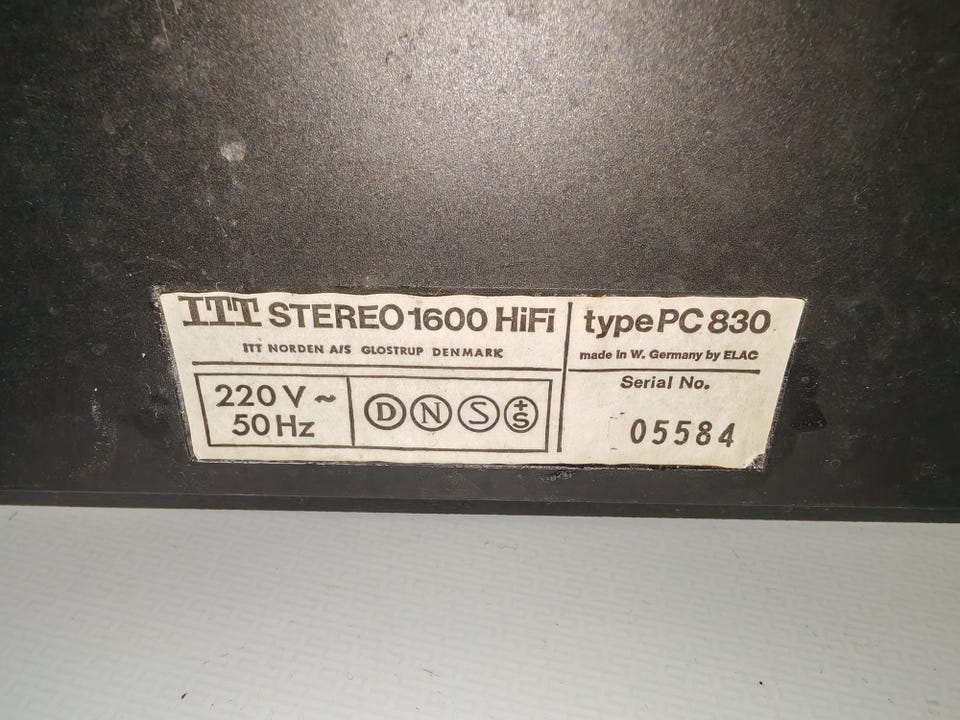 ITT STEREO 1600 HiFi
ITT NORDEN A/S GLOSTRUP DENMARK
220 V ~
50 Hz
D N S +S
type PC 830
made in W. Germany by ELAC
Serial No.
05584